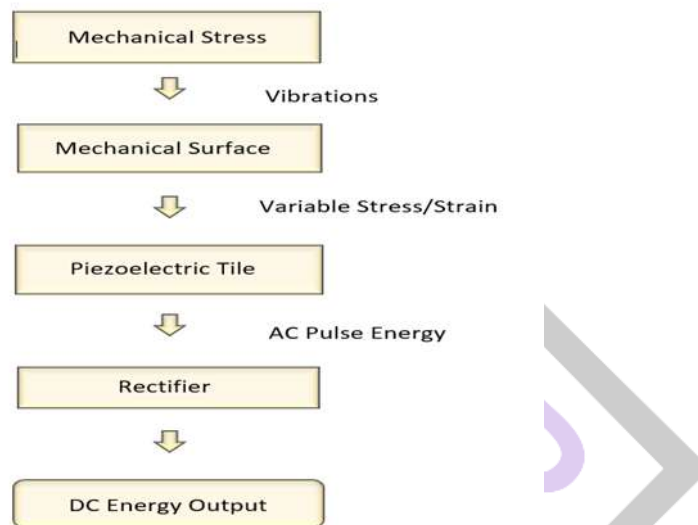 Mechanical Stress
Vibrations
Mechanical Surface
Variable Stress/Strain
Piezoelectric Tile
AC Pulse Energy
Rectifier
DC Energy Output